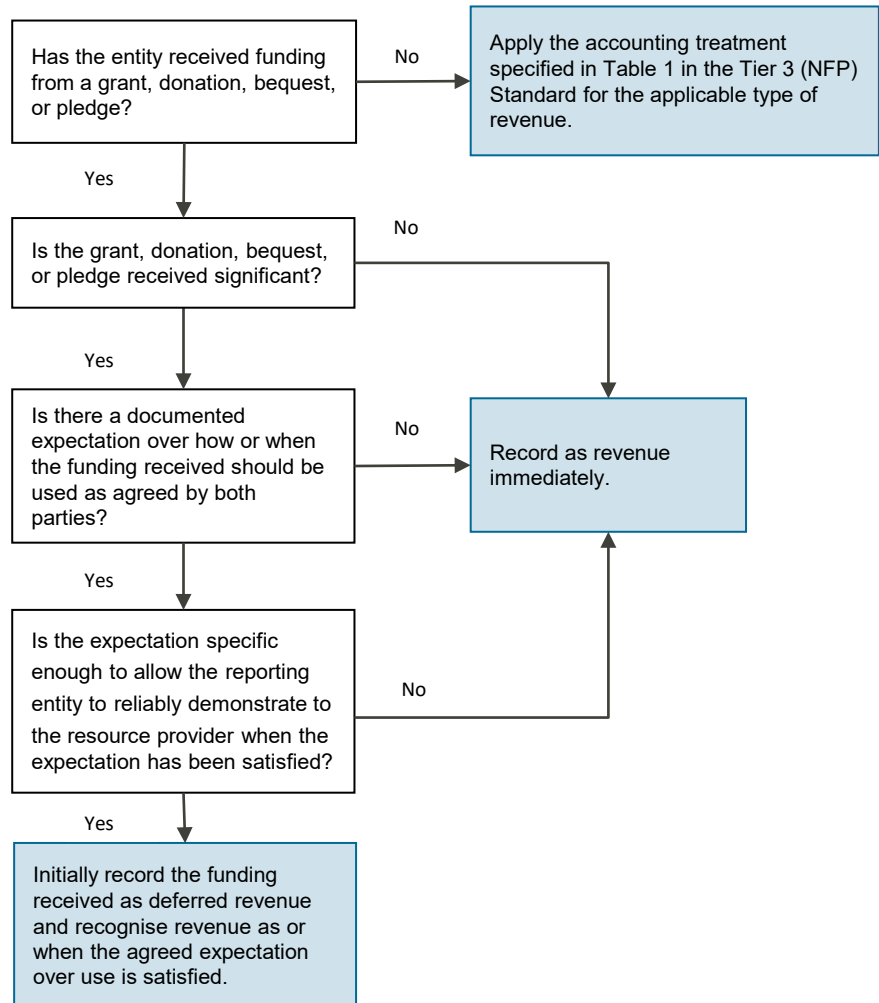 Has the entity received funding
from a grant, donation, bequest,
or pledge?
No
Apply the accounting treatment
specified in Table 1 in the Tier 3 (NFP)
Standard for the applicable type of
revenue.
Yes
Is the grant, donation, bequest,
or pledge received significant?
No
Yes
Is there a documented
expectation over how or when
the funding received should be
used as agreed by both
parties?
No
Record as revenue
immediately.
Yes
Is the expectation specific
enough to allow the reporting
entity to reliably demonstrate to
the resource provider when the
expectation has been satisfied?
No
Yes
Initially record the funding
received as deferred revenue
and recognise revenue as or
when the agreed expectation
over use is satisfied.